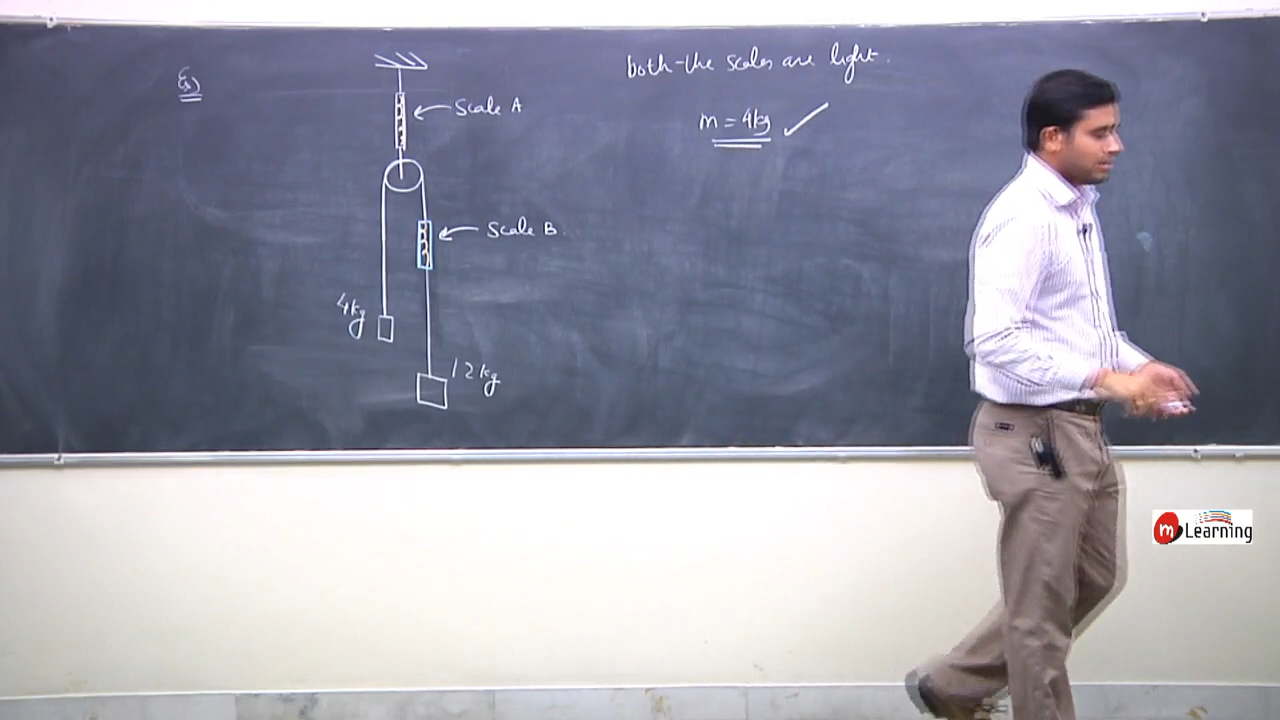 Ex)
both the scales are light.
Scale A
m = 4kg
Scale B.
4kg
12kg
m Learning